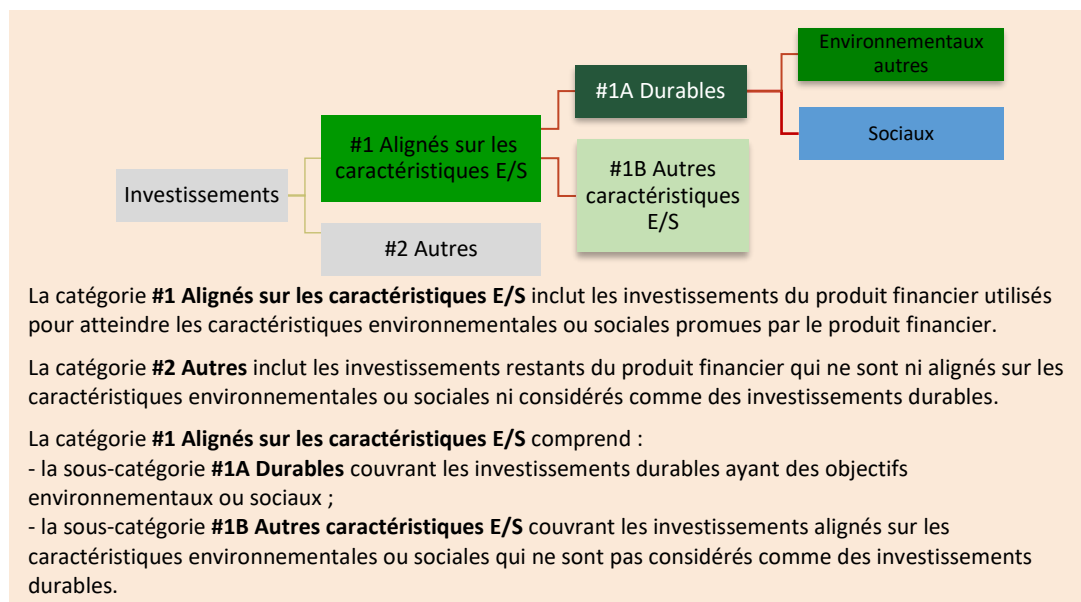 Investissements
#1 Alignés sur les
caractéristiques E/S
#2 Autres
#1A Durables
#1B Autres
caractéristiques
E/S
Environnementaux
autres
Sociaux
La catégorie #1 Alignés sur les caractéristiques E/S inclut les investissements du produit financier utilisés
pour atteindre les caractéristiques environnementales ou sociales promues par le produit financier.
La catégorie #2 Autres inclut les investissements restants du produit financier qui ne sont ni alignés sur les
caractéristiques environnementales ou sociales ni considérés comme des investissements durables.
La catégorie #1 Alignés sur les caractéristiques E/S comprend :
- la sous-catégorie #1A Durables couvrant les investissements durables ayant des objectifs
environnementaux ou sociaux ;
- la sous-catégorie #1B Autres caractéristiques E/S couvrant les investissements alignés sur les
caractéristiques environnementales ou sociales qui ne sont pas considérés comme des investissements
durables.